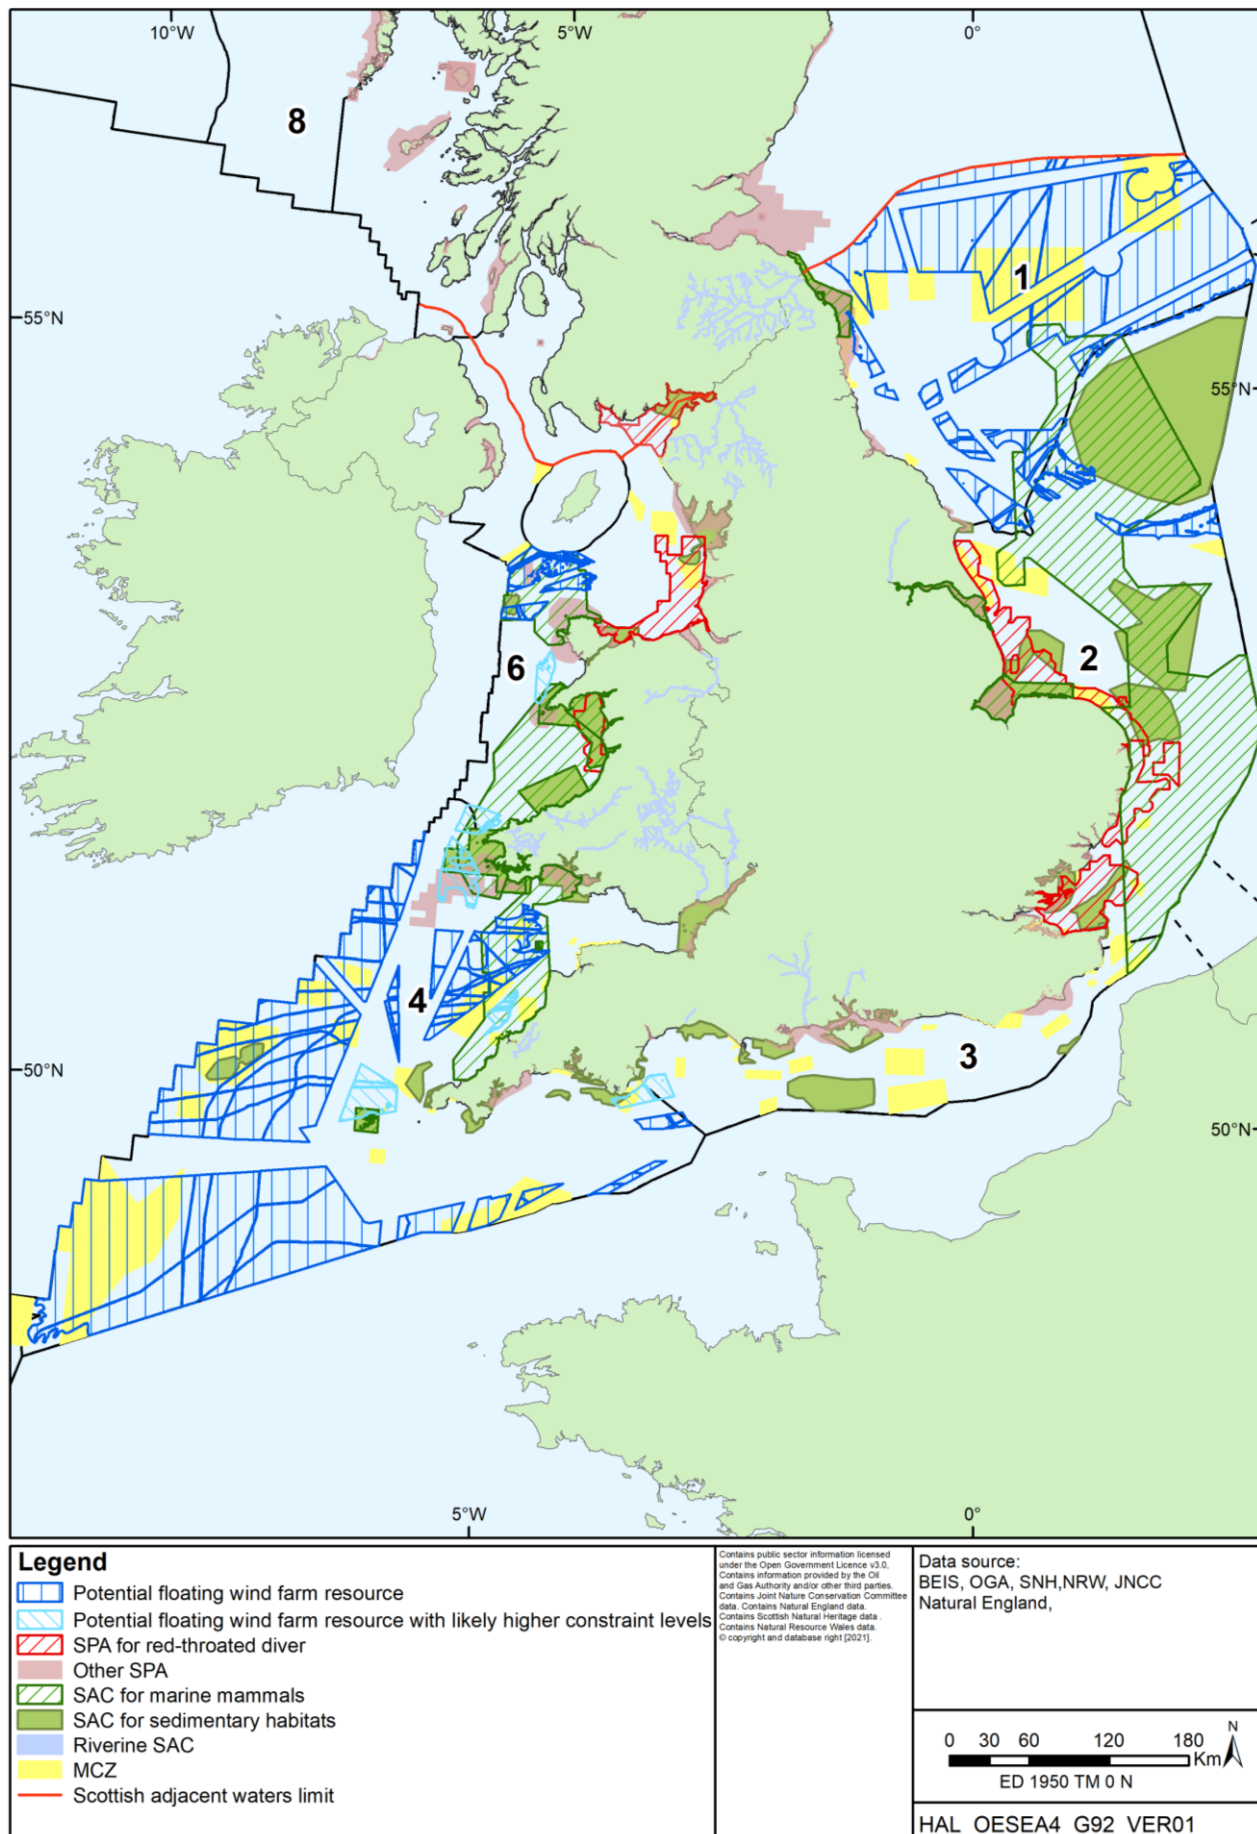 10°W
5°W
0°
8
1
55°N
55°N
6
2
4
3
50°N
50°N
5°W
0°
Legend
Potential floating wind farm resource
Potential floating wind farm resource with likely higher constraint levels
SPA for red-throated diver
Other SPA
SAC for marine mammals
SAC for sedimentary habitats
Riverine SAC
MCZ
Scottish adjacent waters limit
Contains public sector information licensed
under the Open Government Licence v3.0,
Contains information provided by the Oil
and Gas Authority and/or other third parties.
Contains Joint Nature Conservation Committee
data. Contains Natural England data.
Contains Scottish Natural Heritage data .
Contains Natural Resource Wales data.
© copyright and database right [2021].
Data source:
BEIS, OGA, SNH,NRW, JNCC
Natural England,
0 30 60 120 180
Km
N
ED 1950 TM 0 N
HAL_OESEA4_G92_VER01